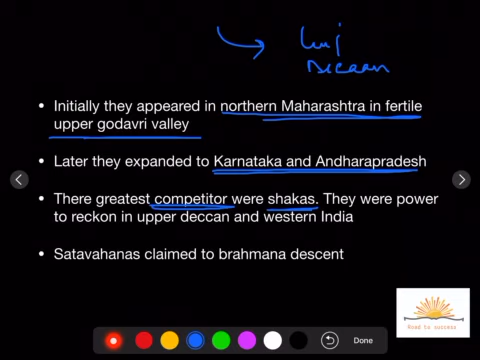 Deccan
• Initially they appeared in northern Maharashtra in fertile
upper godavri valley
• Later they expanded to Karnataka and Andharapradesh
• There greatest competitor were shakas. They were power
to reckon in upper deccan and western India
• Satavahanas claimed to brahmana descent
Road to success
Done